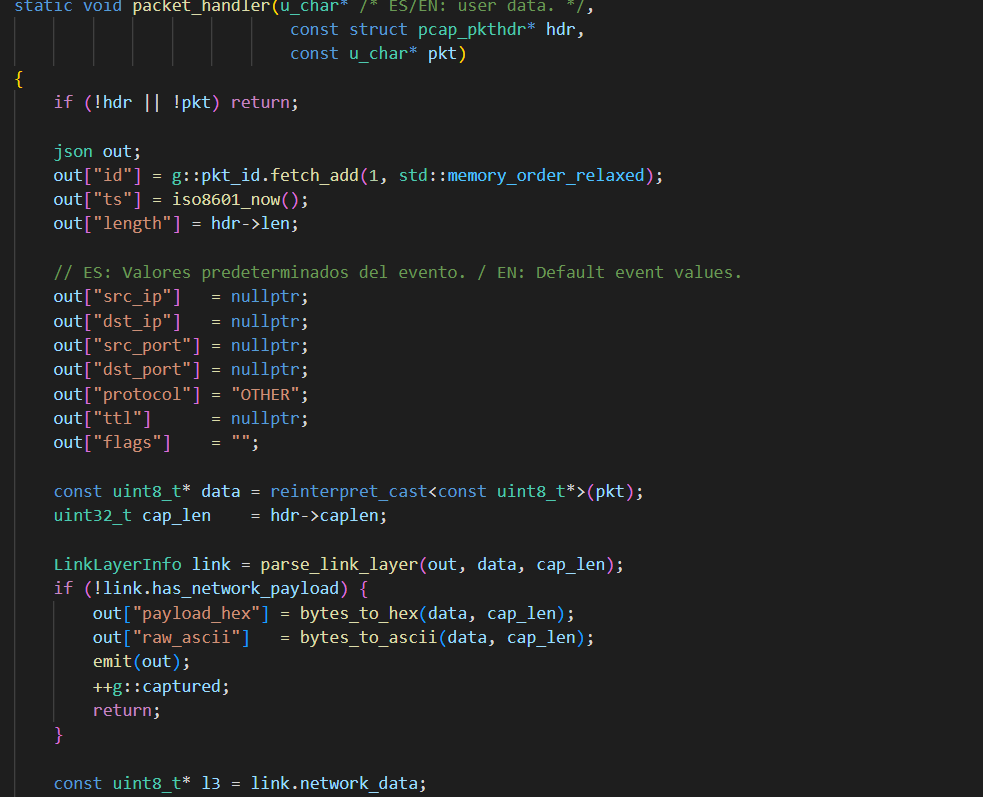 static void packet_handler(u_char* /* ES/EN: user data. */,
                            const struct pcap_pkthdr* hdr,
                            const u_char* pkt)
{
    if (!hdr || !pkt) return;

    json out;
    out["id"] = g::pkt_id.fetch_add(1, std::memory_order_relaxed);
    out["ts"] = iso8601_now();
    out["length"] = hdr->len;

    // ES: Valores predeterminados del evento. / EN: Default event values.
    out["src_ip"]   = nullptr;
    out["dst_ip"]   = nullptr;
    out["src_port"] = nullptr;
    out["dst_port"] = nullptr;
    out["protocol"] = "OTHER";
    out["ttl"]      = nullptr;
    out["flags"]    = "";

    const uint8_t* data = reinterpret_cast<const uint8_t*>(pkt);
    uint32_t cap_len    = hdr->caplen;

    LinkLayerInfo link = parse_link_layer(out, data, cap_len);
    if (!link.has_network_payload) {
        out["payload_hex"] = bytes_to_hex(data, cap_len);
        out["raw_ascii"]   = bytes_to_ascii(data, cap_len);
        emit(out);
        ++g::captured;
        return;
    }

    const uint8_t* l3 = link.network_data;